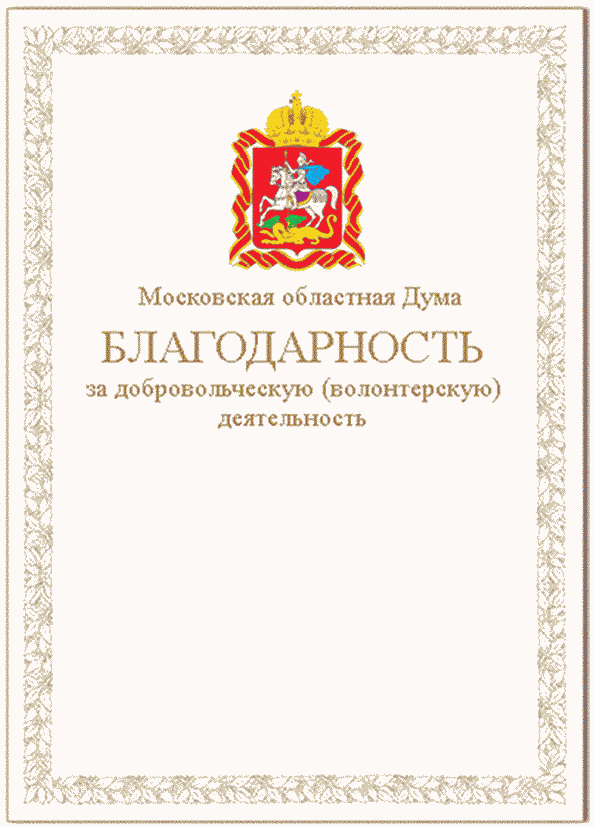 Московская областная Дума
БЛАГОДАРНОСТЬ
за добровольческую (волонтерскую)
деятельность